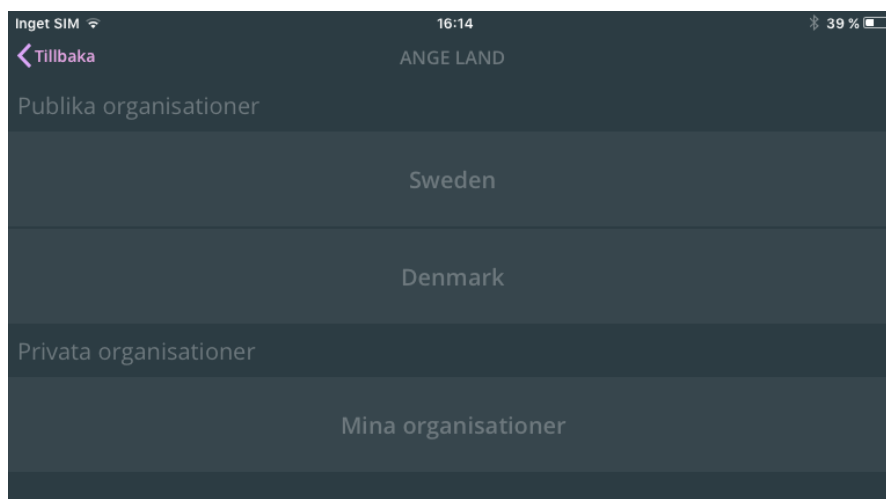 Inget SIM 16:14 39 %
Tillbaka ANGE LAND
Publika organisationer
Sweden
Denmark
Privata organisationer
Mina organisationer